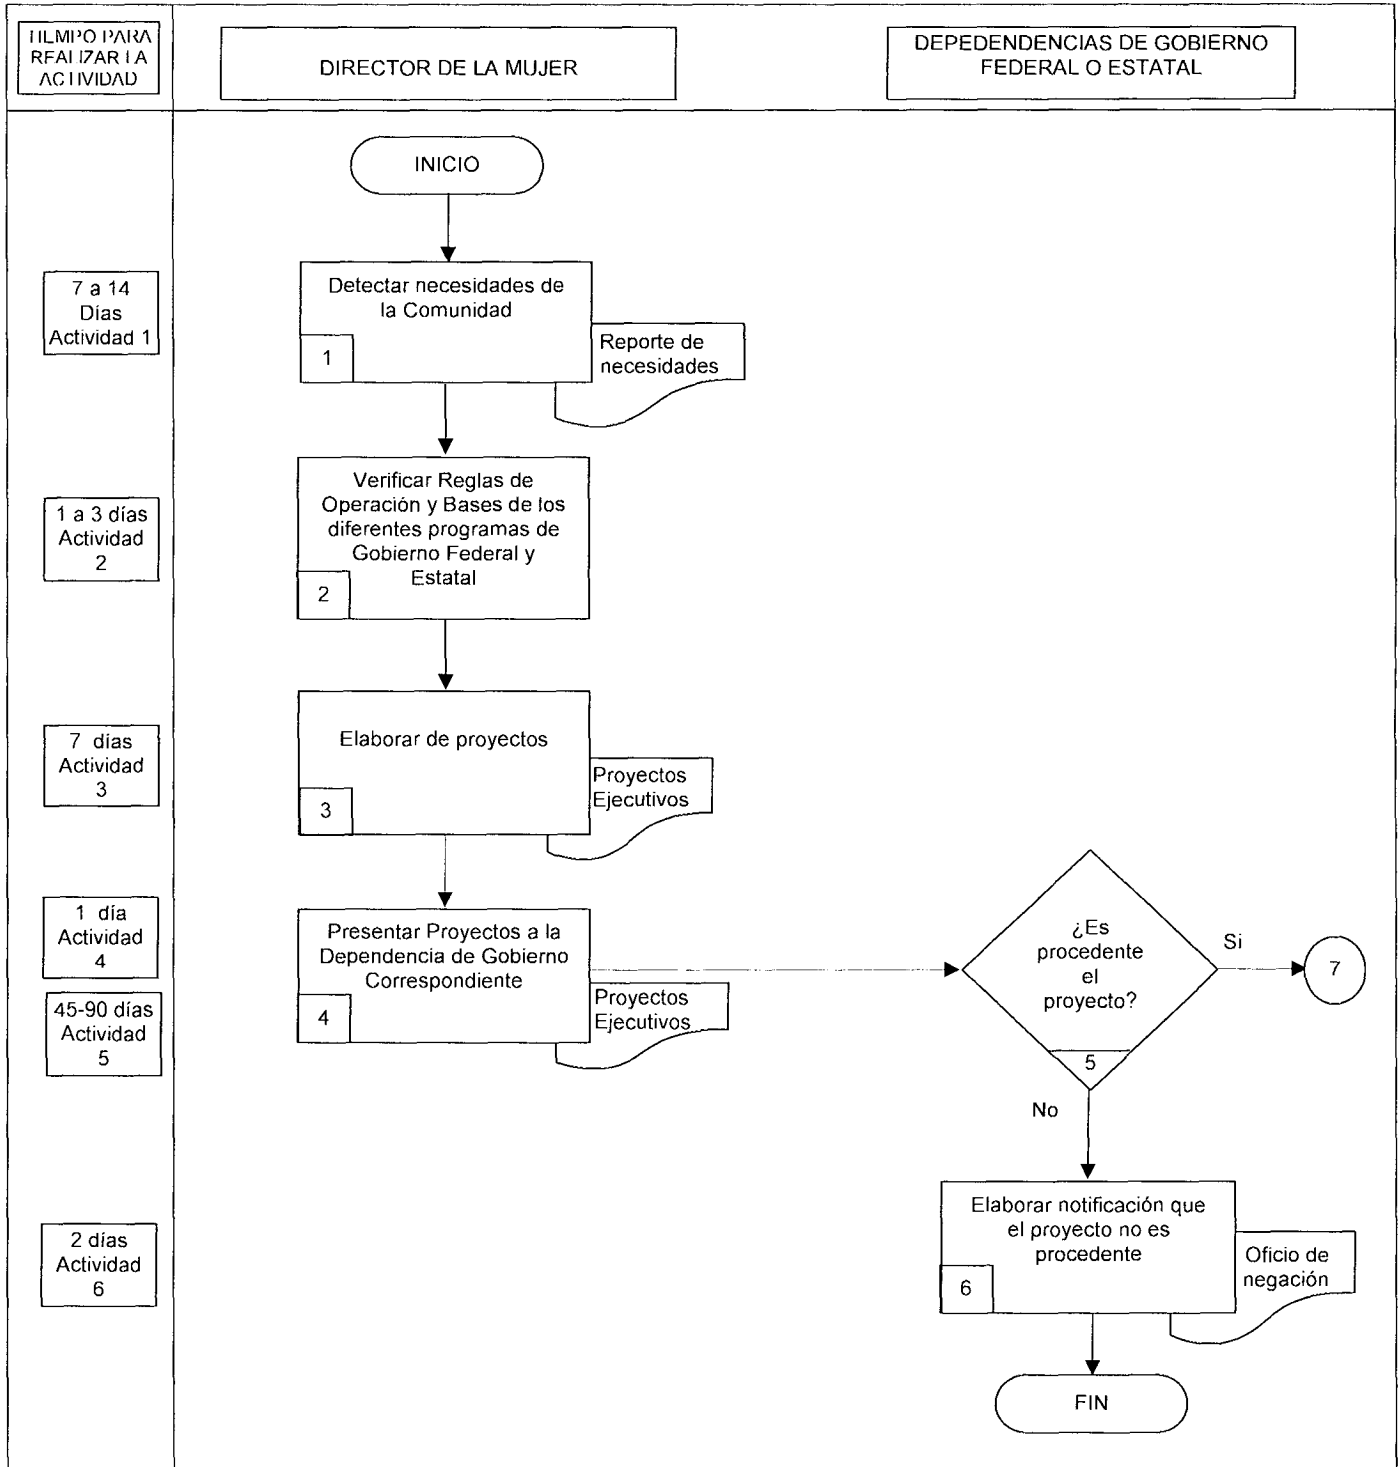 TIEMPO PARA
REALIZAR LA
ACTIVIDAD
DIRECTOR DE LA MUJER
DEPEDENDENCIAS DE GOBIERNO
FEDERAL O ESTATAL
INICIO
7 a 14
Días
Actividad 1
Detectar necesidades de
la Comunidad
1
Reporte de
necesidades
1 a 3 días
Actividad
2
Verificar Reglas de
Operación y Bases de los
diferentes programas de
Gobierno Federal y
Estatal
2
7 días
Actividad
3
Elaborar de proyectos
3
Proyectos
Ejecutivos
1 día
Actividad
4
Presentar Proyectos a la
Dependencia de Gobierno
Correspondiente
4
Proyectos
Ejecutivos
¿Es
procedente
el
proyecto?
5
Si
7
45-90 días
Actividad
5
No
2 días
Actividad
6
Elaborar notificación que
el proyecto no es
procedente
6
Oficio de
negación
FIN